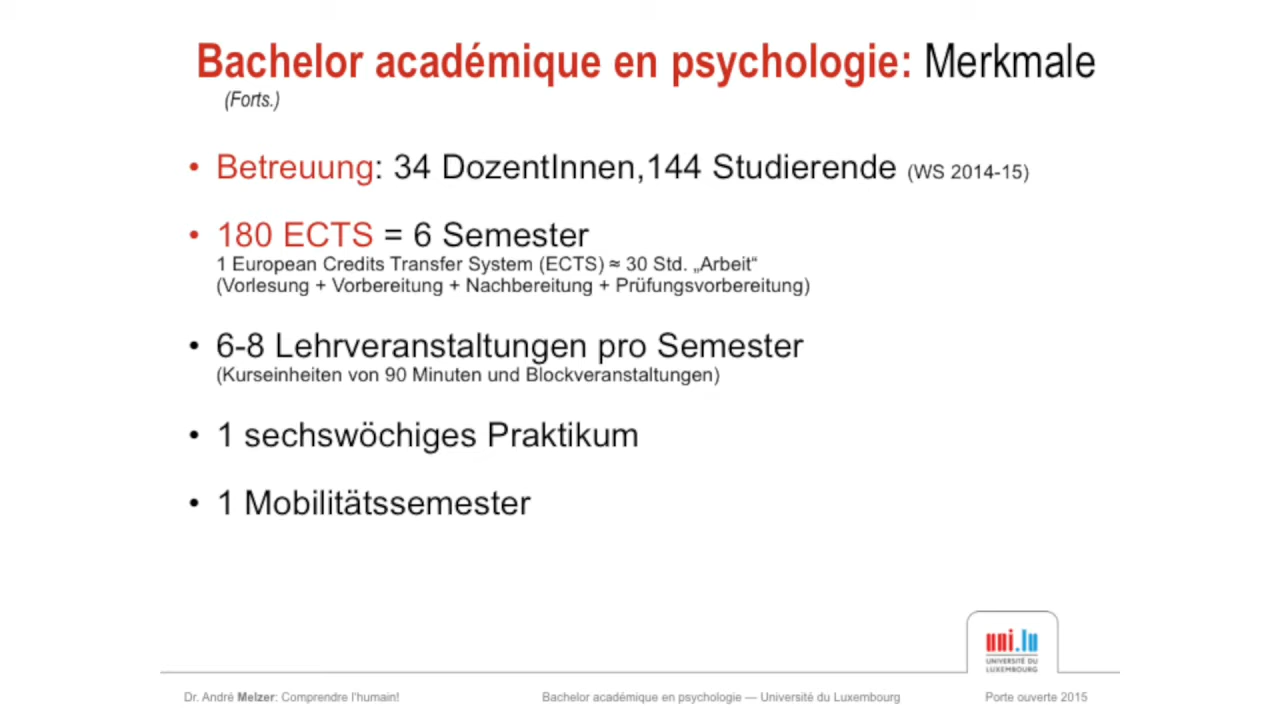 Bachelor académique en psychologie: Merkmale
(Forts.)
• Betreuung: 34 DozentInnen,144 Studierende (WS 2014-15)
• 180 ECTS = 6 Semester
1 European Credits Transfer System (ECTS) ≈ 30 Std. „Arbeit“
(Vorlesung + Vorbereitung + Nachbereitung + Prüfungsvorbereitung)
• 6-8 Lehrveranstaltungen pro Semester
(Kurseinheiten von 90 Minuten und Blockveranstaltungen)
• 1 sechswöchiges Praktikum
• 1 Mobilitätssemester
uni.lu
UNIVERSITÉ DU
LUXEMBOURG
Dr. André Melzer: Comprendre l'humain! Bachelor académique en psychologie — Université du Luxembourg Porte ouverte 2015